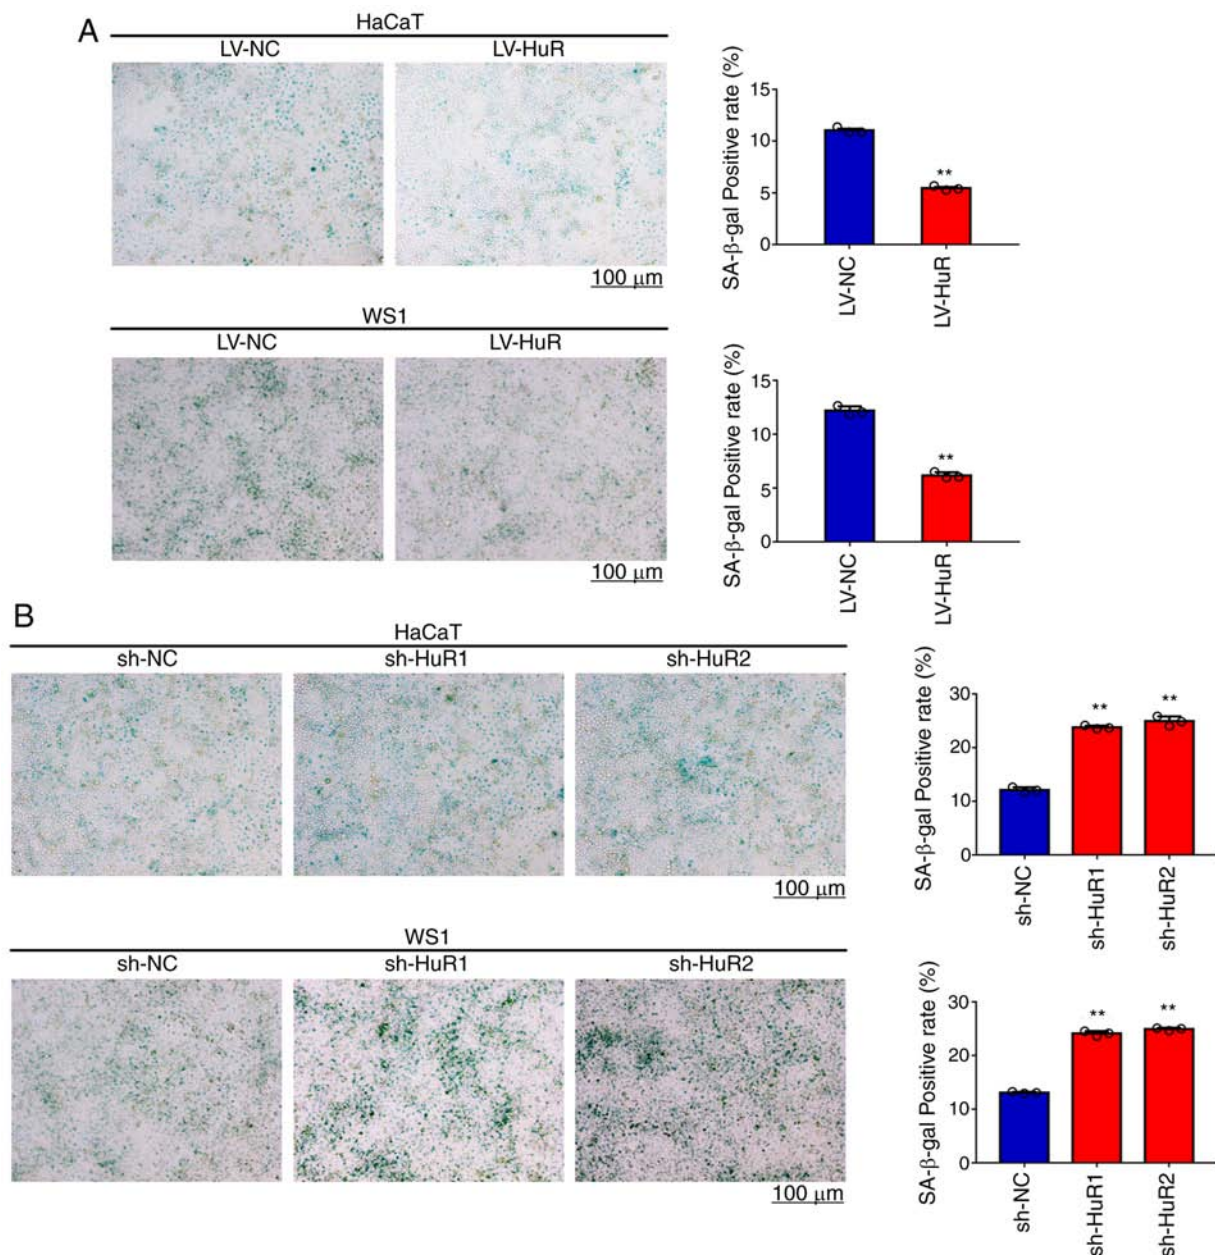 A
HaCaT
LV-NC LV-HuR
100 μm
SA-β-gal Positive rate (%)
15
10
5
0
**
LV-NC
LV-HuR
WS1
LV-NC LV-HuR
100 μm
SA-β-gal Positive rate (%)
15
10
5
0
**
LV-NC
LV-HuR
B
HaCaT
sh-NC sh-HuR1 sh-HuR2
100 μm
SA-β-gal Positive rate (%)
30
20
10
0
** **
sh-NC
sh-HuR1
sh-HuR2
WS1
sh-NC sh-HuR1 sh-HuR2
100 μm
SA-β-gal Positive rate (%)
30
20
10
0
** **
sh-NC
sh-HuR1
sh-HuR2